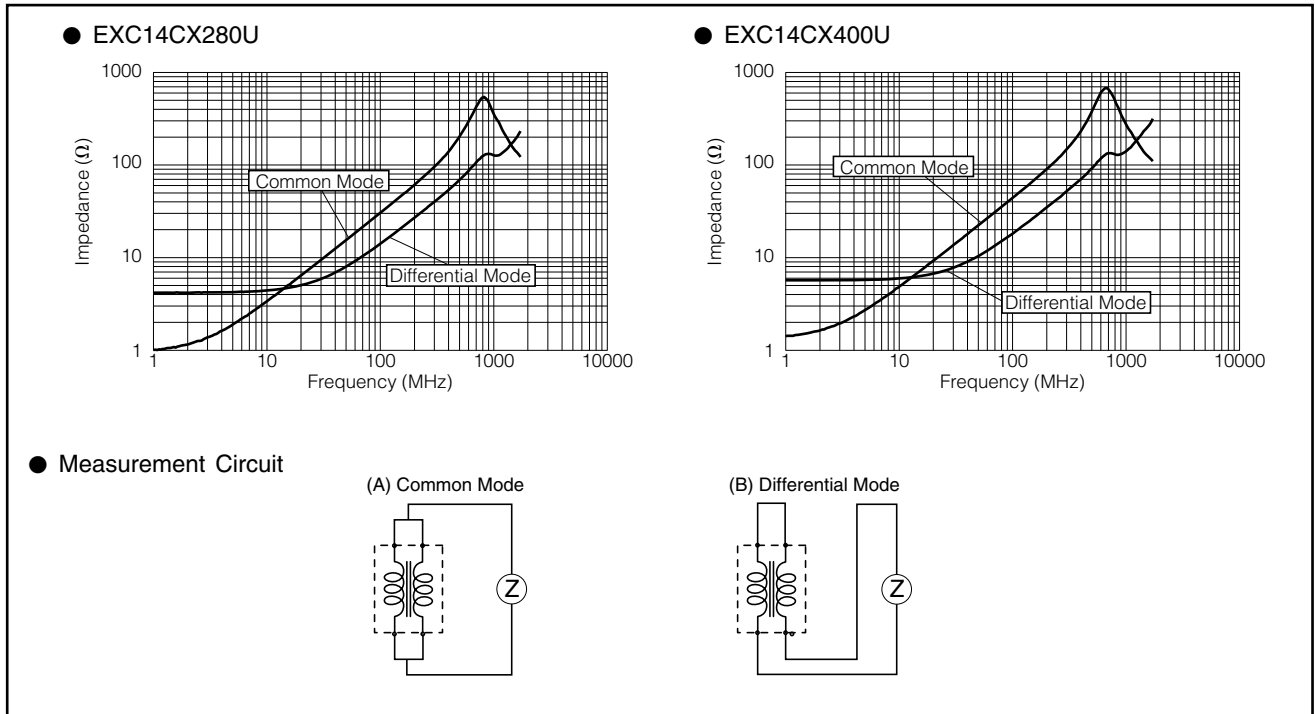 ● EXC14CX280U
1000
100
10
1
Impedance (Ω)
Common Mode
Differential Mode
1 10 100 1000 10000
Frequency (MHz)
● EXC14CX400U
1000
100
10
1
Impedance (Ω)
Common Mode
Differential Mode
1 10 100 1000 10000
Frequency (MHz)
● Measurement Circuit
(A) Common Mode
Z
(B) Differential Mode
Z